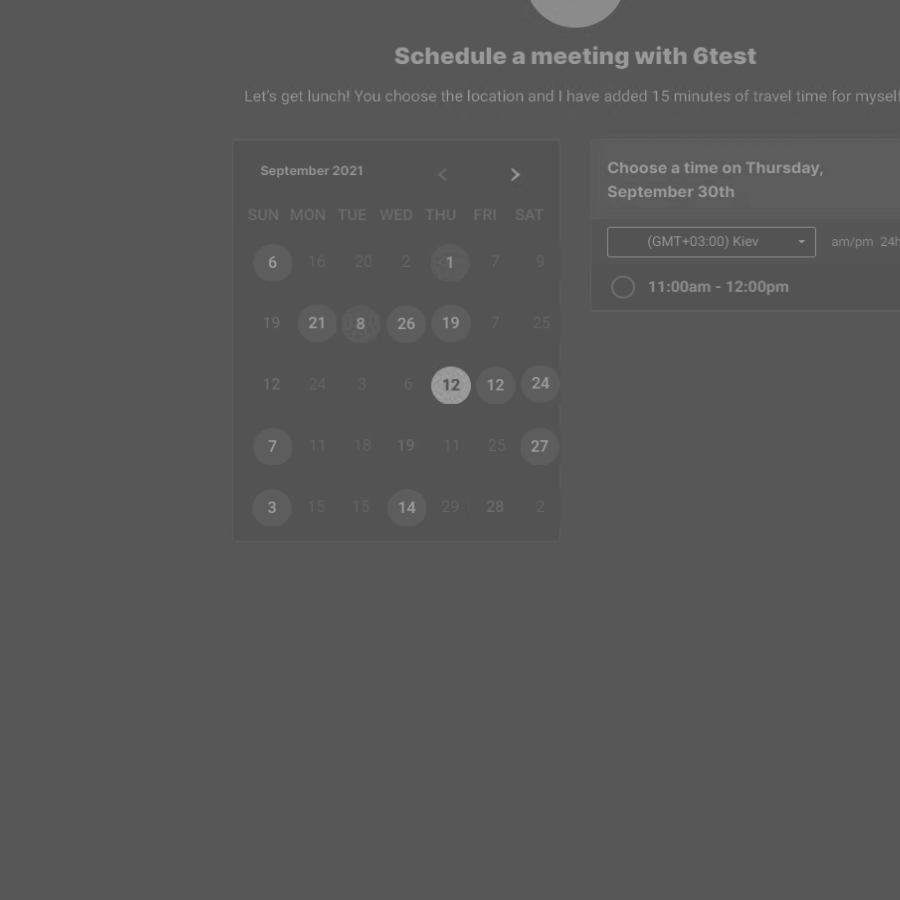 Schedule a meeting with 6test
Let's get lunch! You choose the location and I have added 15 minutes of travel time for myself
September 2021
SUN MON TUE WED THU FRI SAT
6 16 20 2 1 7 9
19 21 8 26 19 7 25
12 24 3 6 12 12 24
7 11 18 19 11 25 27
3 15 15 14 29 28 2
Choose a time on Thursday,
September 30th
(GMT+03:00) Kiev am/pm 24h
11:00am - 12:00pm